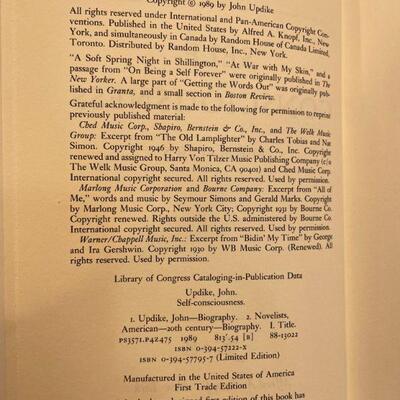 Copyright © 1989 by John Updike
All rights reserved under International and Pan-American Copyright Con-
ventions. Published in the United States by Alfred A. Knopf, Inc., New
York, and simultaneously in Canada by Random House of Canada Limited,
Toronto. Distributed by Random House, Inc., New York.
"A Soft Spring Night in Shillington," "At War with My Skin," and a
passage from "On Being a Self Forever" were originally published in The
New Yorker. A large part of "Getting the Words Out" was originally pub-
lished in Granta, and a small section in Boston Review.
Grateful acknowledgment is made to the following for permission to reprint
previously published material:
Ched Music Corp., Shapiro, Bernstein & Co., Inc., and The Welk Music
Group: Excerpt from "The Old Lamplighter" by Charles Tobias and Nat
Simon. Copyright 1946 by Shapiro, Bernstein & Co., Inc. Copyright
renewed and assigned to Harry Von Tilzer Music Publishing Company (c/o
The Welk Music Group, Santa Monica, CA 90401) and Ched Music Corp.
International copyright secured. All rights reserved. Used by permission.
Marlong Music Corporation and Bourne Company: Excerpt from "All of
Me," words and music by Seymour Simons and Gerald Marks. Copyright
by Marlong Music Corp., New York City; Copyright 1931 by Bourne Co.
Copyright renewed. Rights outside the U.S. administered by Bourne Co.
International copyright secured. All rights reserved. Used by permission.
Warner/Chappell Music, Inc.: Excerpt from "Bidin' My Time" by George
and Ira Gershwin. Copyright 1930 by WB Music Corp. (Renewed). All
rights reserved. Used by permission.
Library of Congress Cataloging-in-Publication Data
Updike, John.
Self-consciousness.
1. Updike, John—Biography. 2. Novelists,
American—20th century—Biography. I. Title.
PS3571.P4Z475 1989 813'.54 [B] 88-13022
ISBN 0-394-57222-X
ISBN 0-394-57795-7 (Limited Edition)
Manufactured in the United States of America
First Trade Edition
first edition of this book has